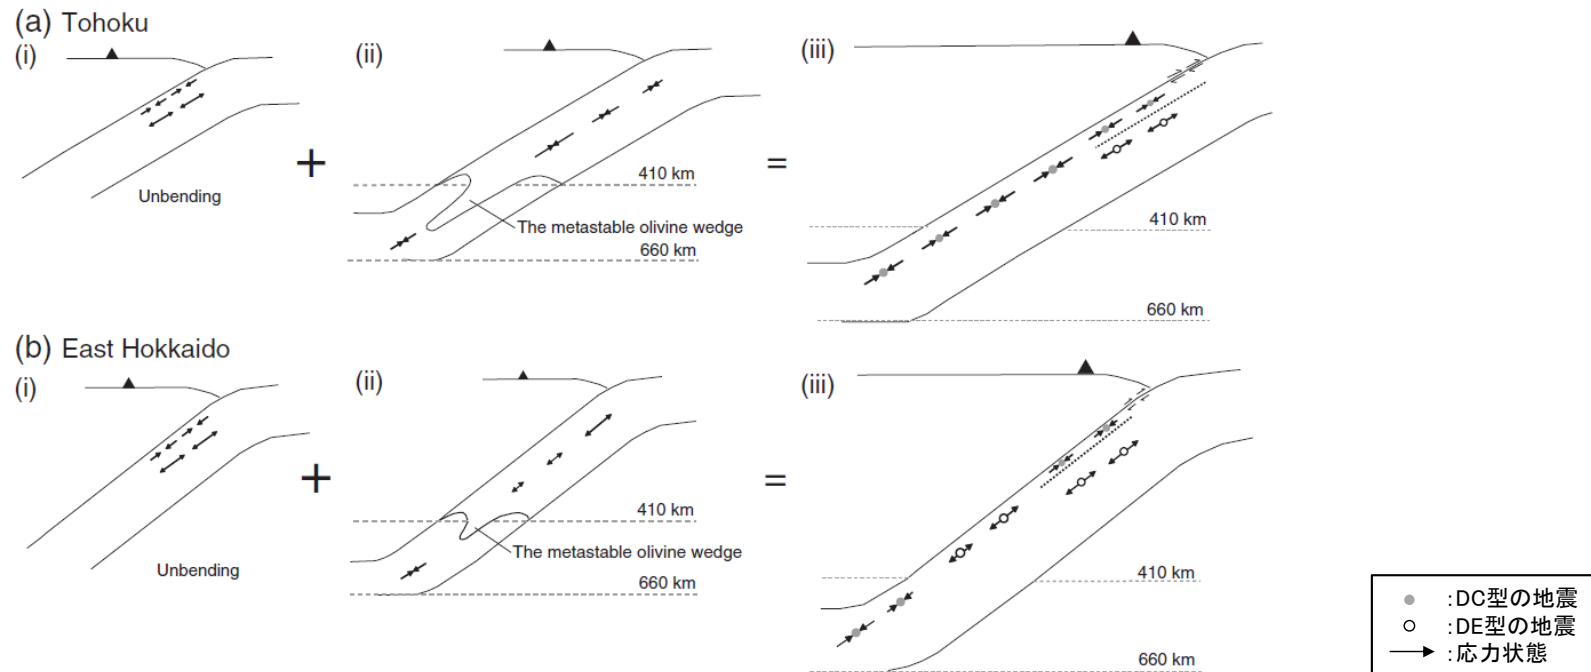 (a) Tohoku
(i)
(ii)
(iii)
Unbending
+
=
410 km
The metastable olivine wedge
660 km
410 km
660 km
(b) East Hokkaido
(i)
(ii)
(iii)
Unbending
+
=
410 km
The metastable olivine wedge
660 km
410 km
660 km
:DC型の地震
:DE型の地震
:応力状態